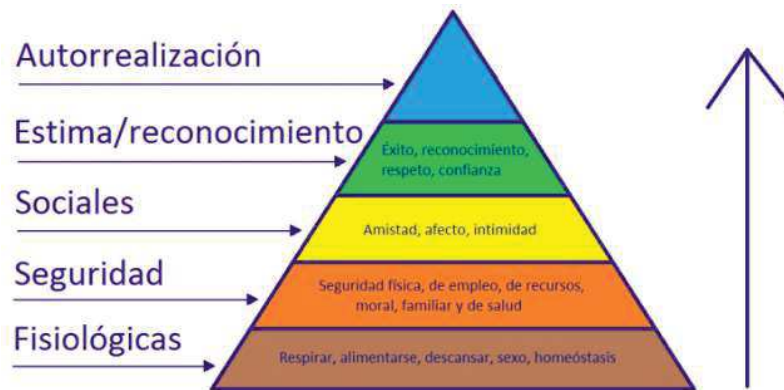 Autorrealización
Estima/reconocimiento
Éxito, reconocimiento,
respeto, confianza
Sociales
Amistad, afecto, intimidad
Seguridad
Seguridad física, de empleo, de recursos,
moral, familiar y de salud
Fisiológicas
Respirar, alimentarse, descansar, sexo, homeóstasis